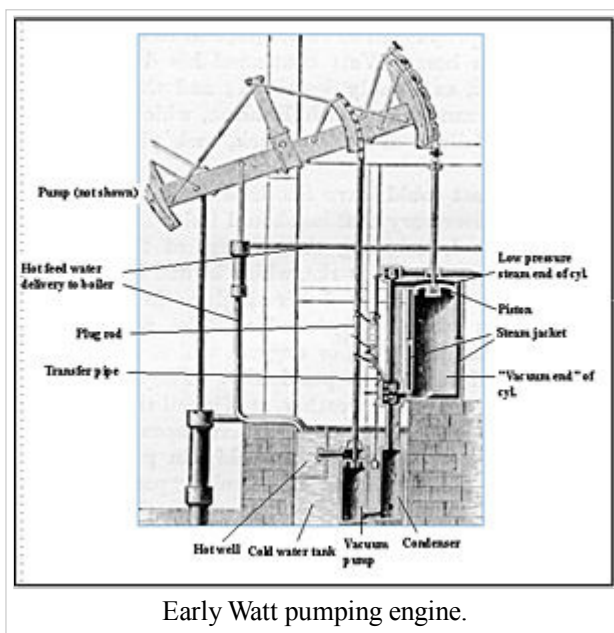 Pump (not shown)
Hot feed water
delivery to boiler
Plug rod
Transfer pipe
Low pressure
steam end of cyl.
Piston
Steam jacket
"Vacuum end" of
cyl.
Hot well
Cold water tank
Vacuum
pump
Condenser
Early Watt pumping engine.